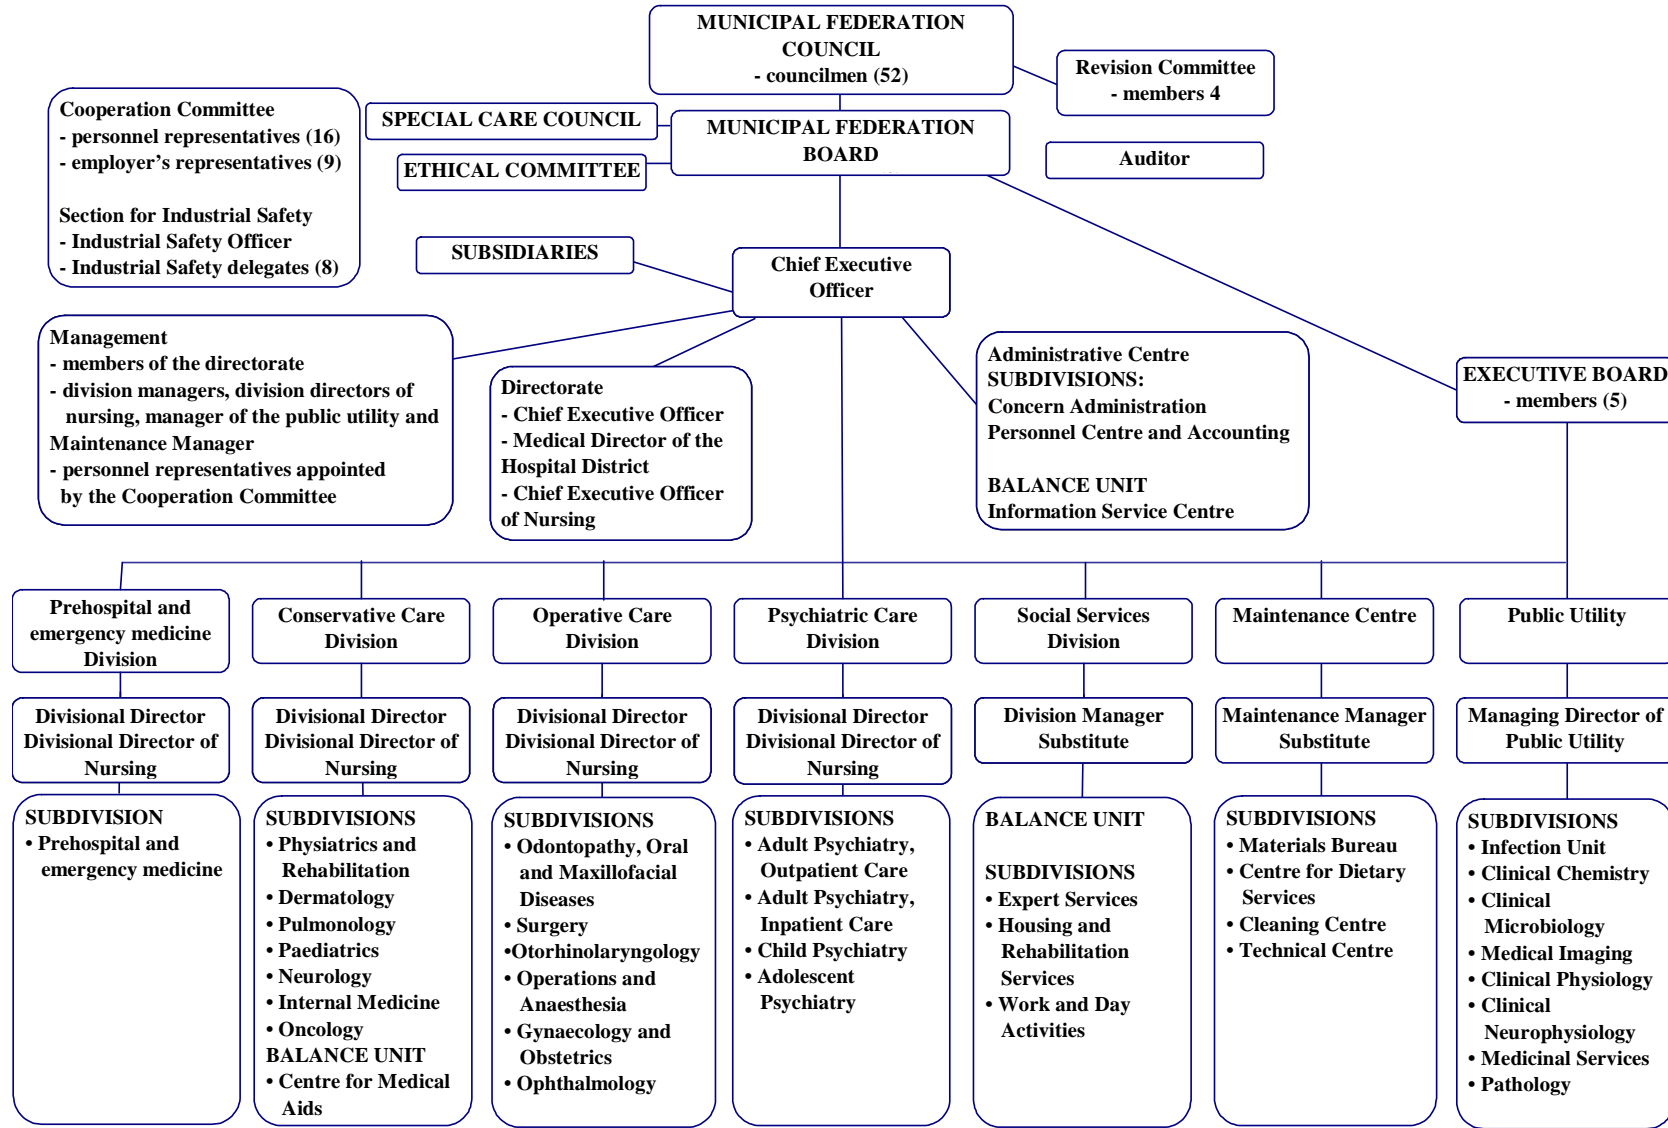 MUNICIPAL FEDERATION
COUNCIL
- councilmen (52)
Revision Committee
- members 4
Cooperation Committee
- personnel representatives (16)
- employer's representatives (9)
Section for Industrial Safety
- Industrial Safety Officer
- Industrial Safety delegates (8)
SPECIAL CARE COUNCIL
MUNICIPAL FEDERATION
BOARD
ETHICAL COMMITTEE
Auditor
SUBSIDIARIES
Chief Executive
Officer
Management
- members of the directorate
- division managers, division directors of
nursing, manager of the public utility and
Maintenance Manager
- personnel representatives appointed
by the Cooperation Committee
Directorate
- Chief Executive Officer
- Medical Director of the
Hospital District
- Chief Executive Officer
of Nursing
Administrative Centre
SUBDIVISIONS:
Concern Administration
Personnel Centre and Accounting
BALANCE UNIT
Information Service Centre
EXECUTIVE BOARD
- members (5)
Prehospital and
emergency medicine
Division
Conservative Care
Division
Operative Care
Division
Psychiatric Care
Division
Social Services
Division
Maintenance Centre
Public Utility
Divisional Director
Divisional Director of
Nursing
Divisional Director
Divisional Director of
Nursing
Divisional Director
Divisional Director of
Nursing
Divisional Director
Divisional Director of
Nursing
Division Manager
Substitute
Maintenance Manager
Substitute
Managing Director of
Public Utility
SUBDIVISION
• Prehospital and
emergency medicine
SUBDIVISIONS
• Physiatrics and
Rehabilitation
• Dermatology
• Pulmonology
• Paediatrics
• Neurology
• Internal Medicine
• Oncology
BALANCE UNIT
• Centre for Medical
Aids
SUBDIVISIONS
• Odontopathy, Oral
and Maxillofacial
Diseases
• Surgery
•Otorhinolaryngology
• Operations and
Anaesthesia
• Gynaecology and
Obstetrics
• Ophthalmology
SUBDIVISIONS
• Adult Psychiatry,
Outpatient Care
• Adult Psychiatry,
Inpatient Care
• Child Psychiatry
• Adolescent
Psychiatry
BALANCE UNIT
SUBDIVISIONS
• Expert Services
• Housing and
Rehabilitation
Services
• Work and Day
Activities
SUBDIVISIONS
• Materials Bureau
• Centre for Dietary
Services
• Cleaning Centre
• Technical Centre
SUBDIVISIONS
• Infection Unit
• Clinical Chemistry
• Clinical
Microbiology
• Medical Imaging
• Clinical Physiology
• Clinical
Neurophysiology
• Medicinal Services
• Pathology